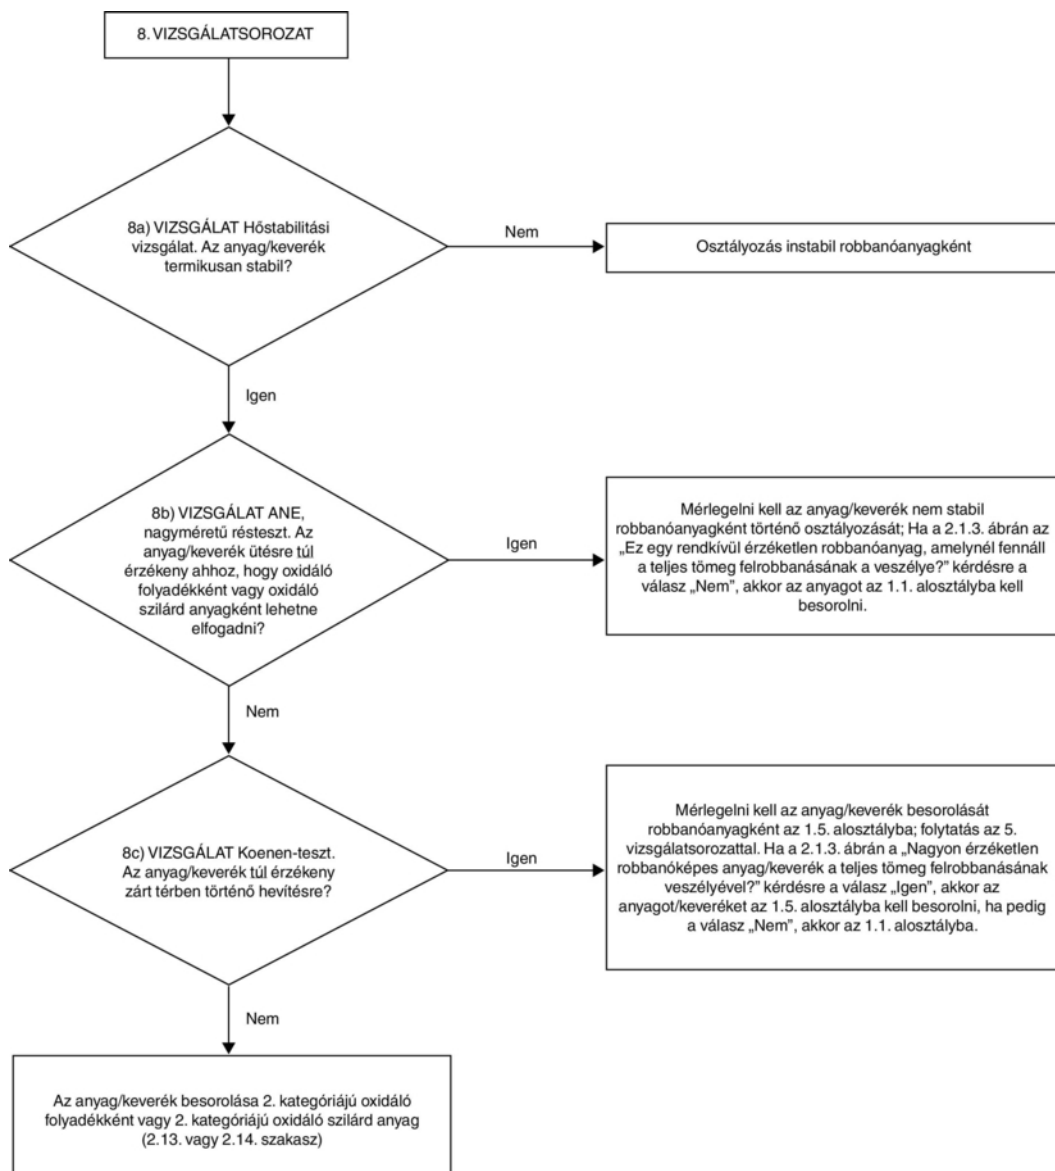 8. VIZSGÁLATSOROZAT
8a) VIZSGÁLAT Hőstabilitási
vizsgálat. Az anyag/keverék
termikusan stabil?
Nem
Osztályozás instabil robbanóanyagként
Igen
8b) VIZSGÁLAT ANE,
nagyméretű résteszt. Az
anyag/keverék ütésre túl
érzékeny ahhoz, hogy oxidáló
folyadékként vagy oxidáló
szilárd anyagként lehetne
elfogadni?
Igen
Mérlegelni kell az anyag/keverék nem stabil
robbanóanyagként történő osztályozását; Ha a 2.1.3. ábrán az
„Ez egy rendkívül érzéketlen robbanóanyag, amelynél fennáll
a teljes tömeg felrobbanásának a veszélye?” kérdésre a
válasz „Nem”, akkor az anyagot az 1.1. alosztályba kell
besorolni.
Nem
8c) VIZSGÁLAT Koenen-teszt.
Az anyag/keverék túl érzékeny
zárt térben történő hevítésre?
Igen
Mérlegelni kell az anyag/keverék besorolását
robbanóanyagként az 1.5. alosztályba; folytatás az 5.
vizsgálatsorozattal. Ha a 2.1.3. ábrán a „Nagyon érzéketlen
robbanóképes anyag/keverék a teljes tömeg felrobbanásának
veszélyével?” kérdésre a válasz „Igen”, akkor az
anyagot/keveréket az 1.5. alosztályba kell besorolni, ha pedig
a válasz „Nem”, akkor az 1.1. alosztályba.
Nem
Az anyag/keverék besorolása 2. kategóriájú oxidáló
folyadékként vagy 2. kategóriájú oxidáló szilárd anyag
(2.13. vagy 2.14. szakasz)